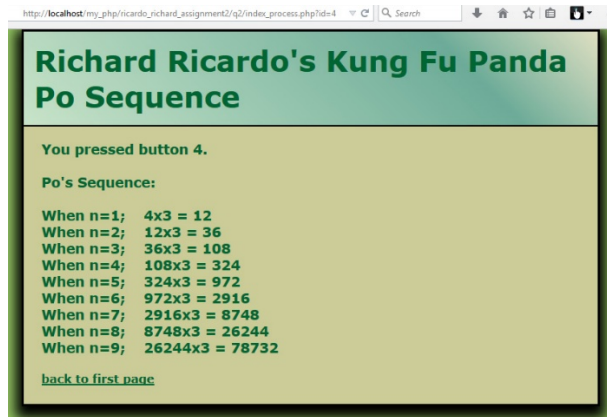 http://localhost/my_php/ricardo_richard_assignment2/q2/index_process.php?id=4
Search
Richard Ricardo's Kung Fu Panda
Po Sequence
You pressed button 4.
Po's Sequence:
When n=1; 4x3 = 12
When n=2; 12x3 = 36
When n=3; 36x3 = 108
When n=4; 108x3 = 324
When n=5; 324x3 = 972
When n=6; 972x3 = 2916
When n=7; 2916x3 = 8748
When n=8; 8748x3 = 26244
When n=9; 26244x3 = 78732
back to first page